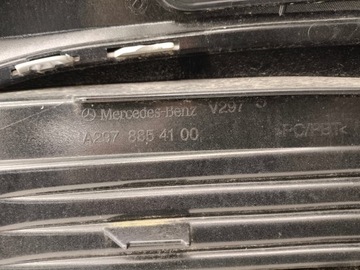 Mercedes-Benz V297
A297 885 41 00
>PC/PBT<